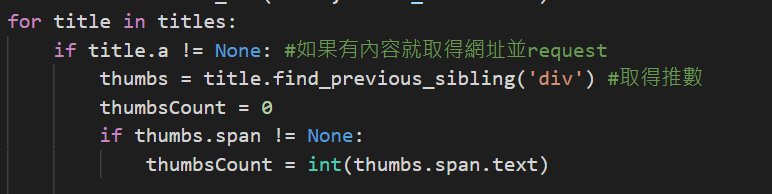 for title in titles:
if title.a != None: #如果有內容就取得網址並request
thumbs = title.find_previous_sibling('div') #取得推數
thumbsCount = 0
if thumbs.span != None:
thumbsCount = int(thumbs.span.text)